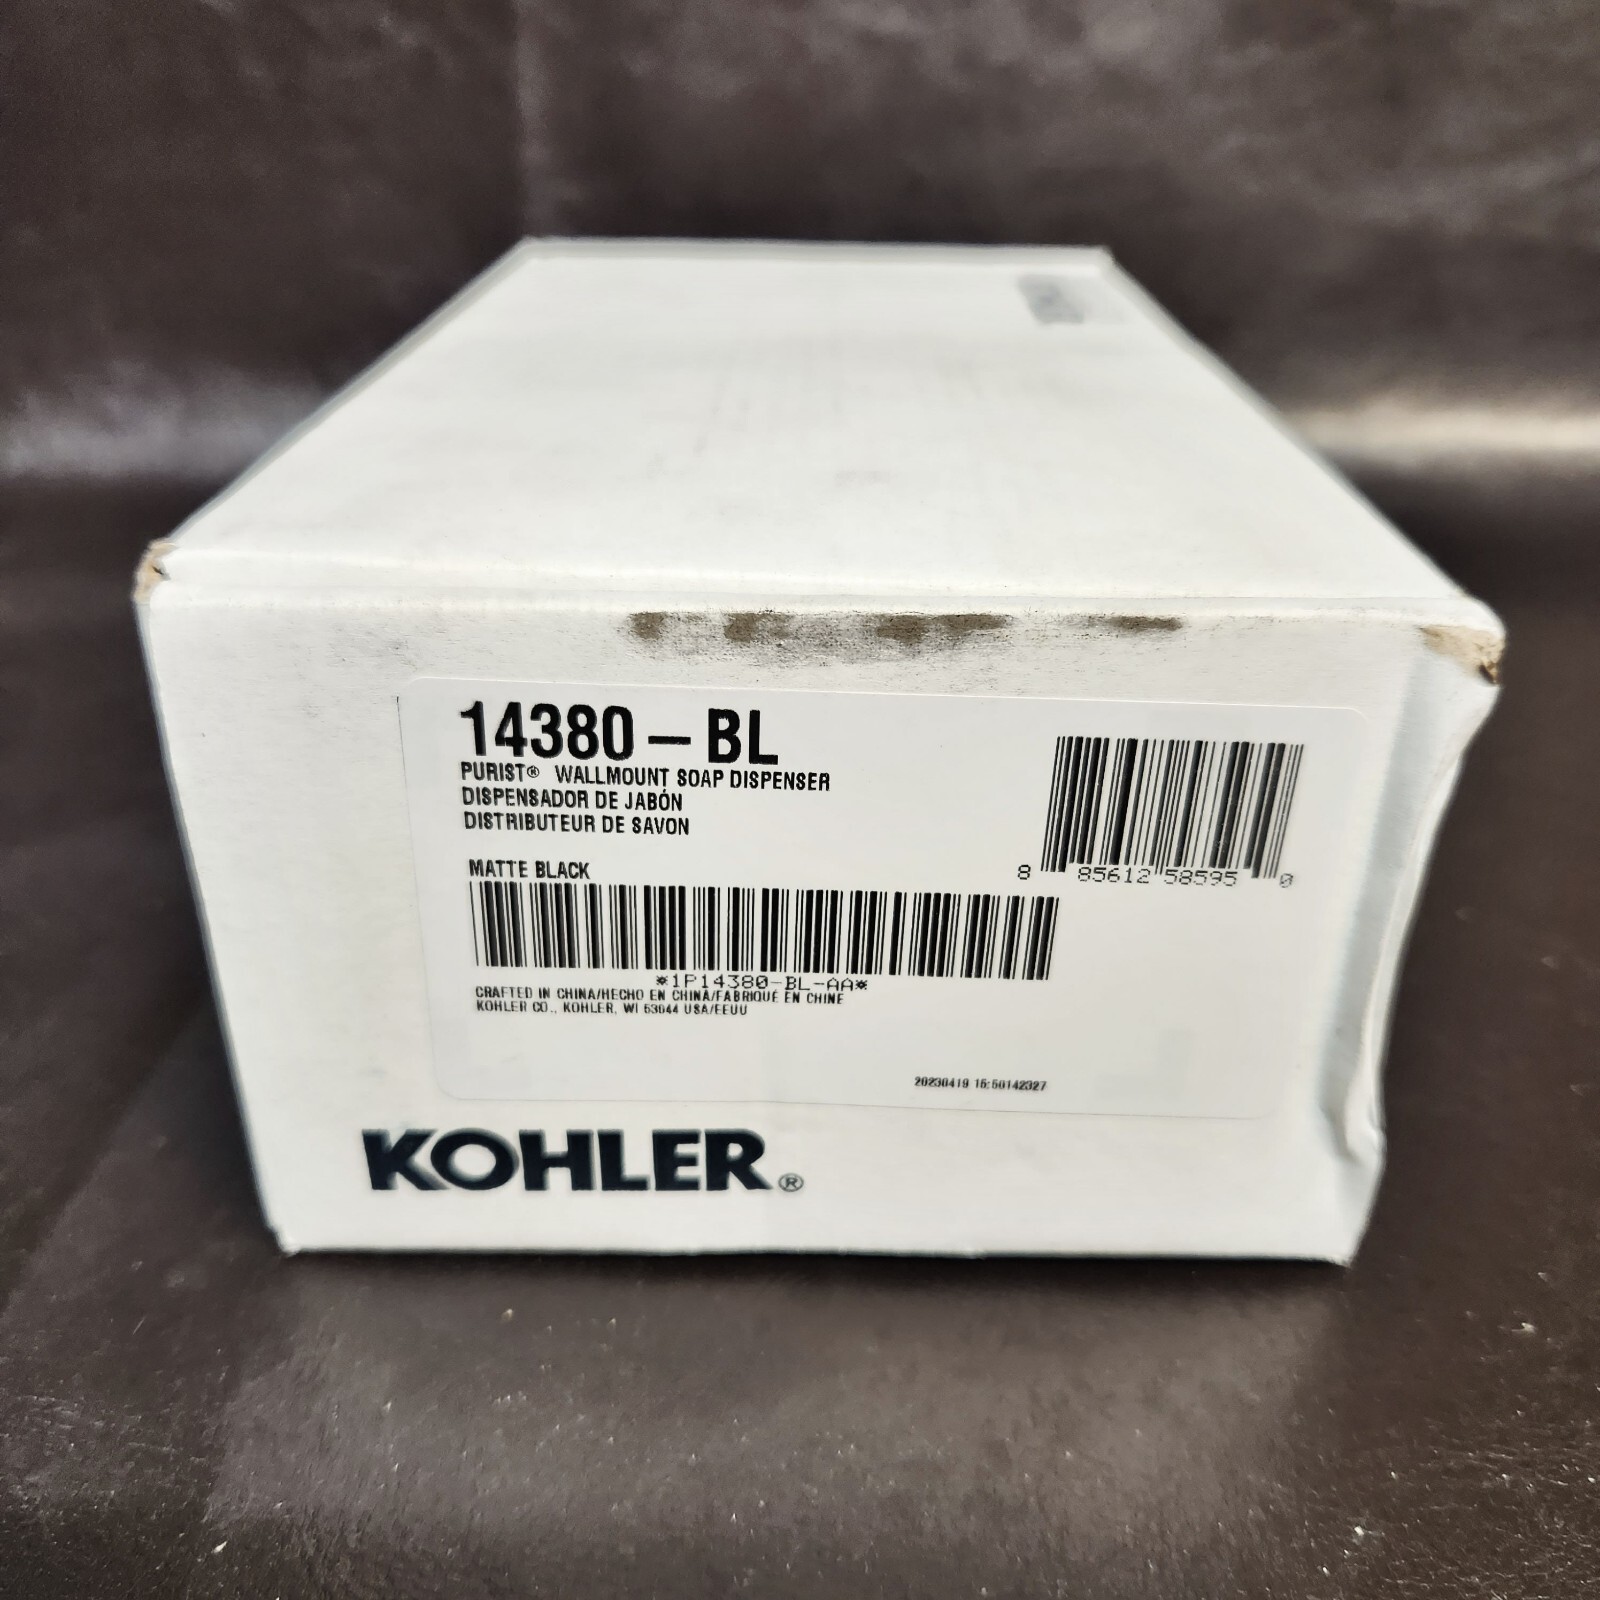 14380-BL
PURIST® WALLMOUNT SOAP DISPENSER
DISPENSADOR DE JABÓN
DISTRIBUTEUR DE SAVON
MATTE BLACK
8 85612 58595 0
*1P14380-BL-AA*
CRAFTED IN CHINA/HECHO EN CHINA/FABRIQUÉ EN CHINE
KOHLER CO., KOHLER, WI 53044 USA/EEUU
20230419 15:50142327
KOHLER®